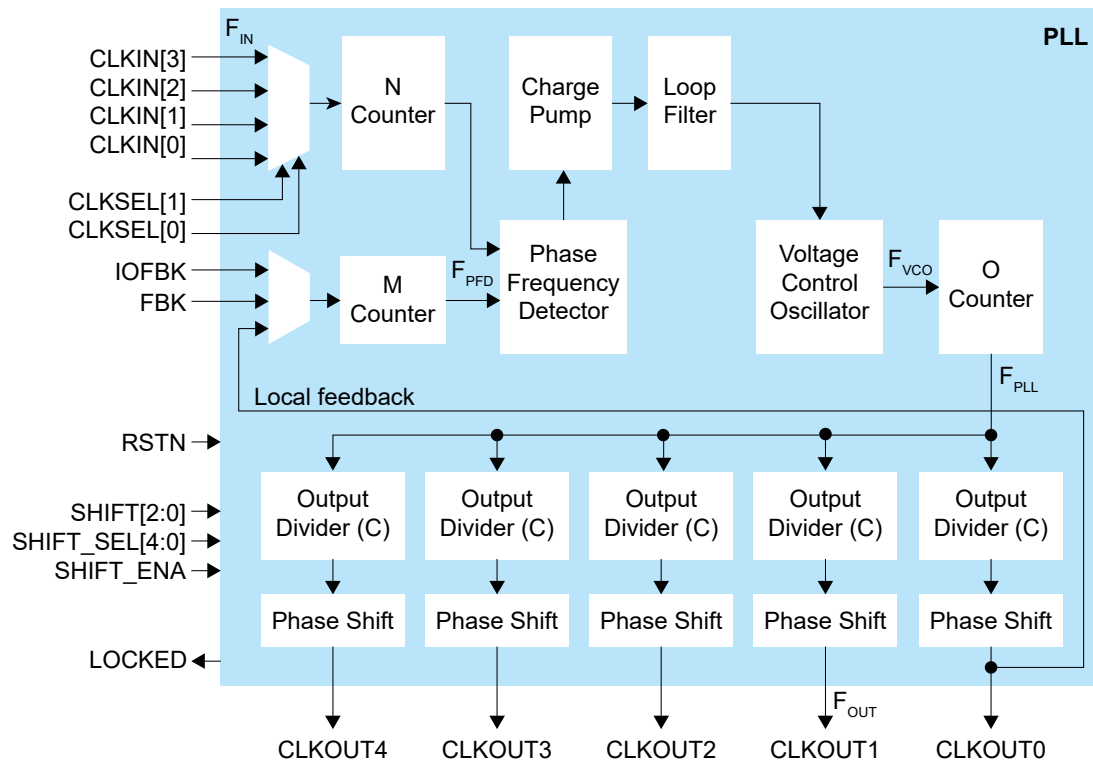 PLL
F_IN
CLKIN[3]
CLKIN[2]
CLKIN[1]
CLKIN[0]
CLKSEL[1]
CLKSEL[0]
N
Counter
Charge
Pump
Loop
Filter
IOFBK
FBK
M
Counter
F_PFD
Phase
Frequency
Detector
Voltage
Control
Oscillator
F_VCO
O
Counter
F_PLL
Local feedback
RSTN
SHIFT[2:0]
SHIFT_SEL[4:0]
SHIFT_ENA
LOCKED
Output
Divider (C)
Output
Divider (C)
Output
Divider (C)
Output
Divider (C)
Output
Divider (C)
Phase Shift
Phase Shift
Phase Shift
Phase Shift
Phase Shift
F_OUT
CLKOUT4
CLKOUT3
CLKOUT2
CLKOUT1
CLKOUT0